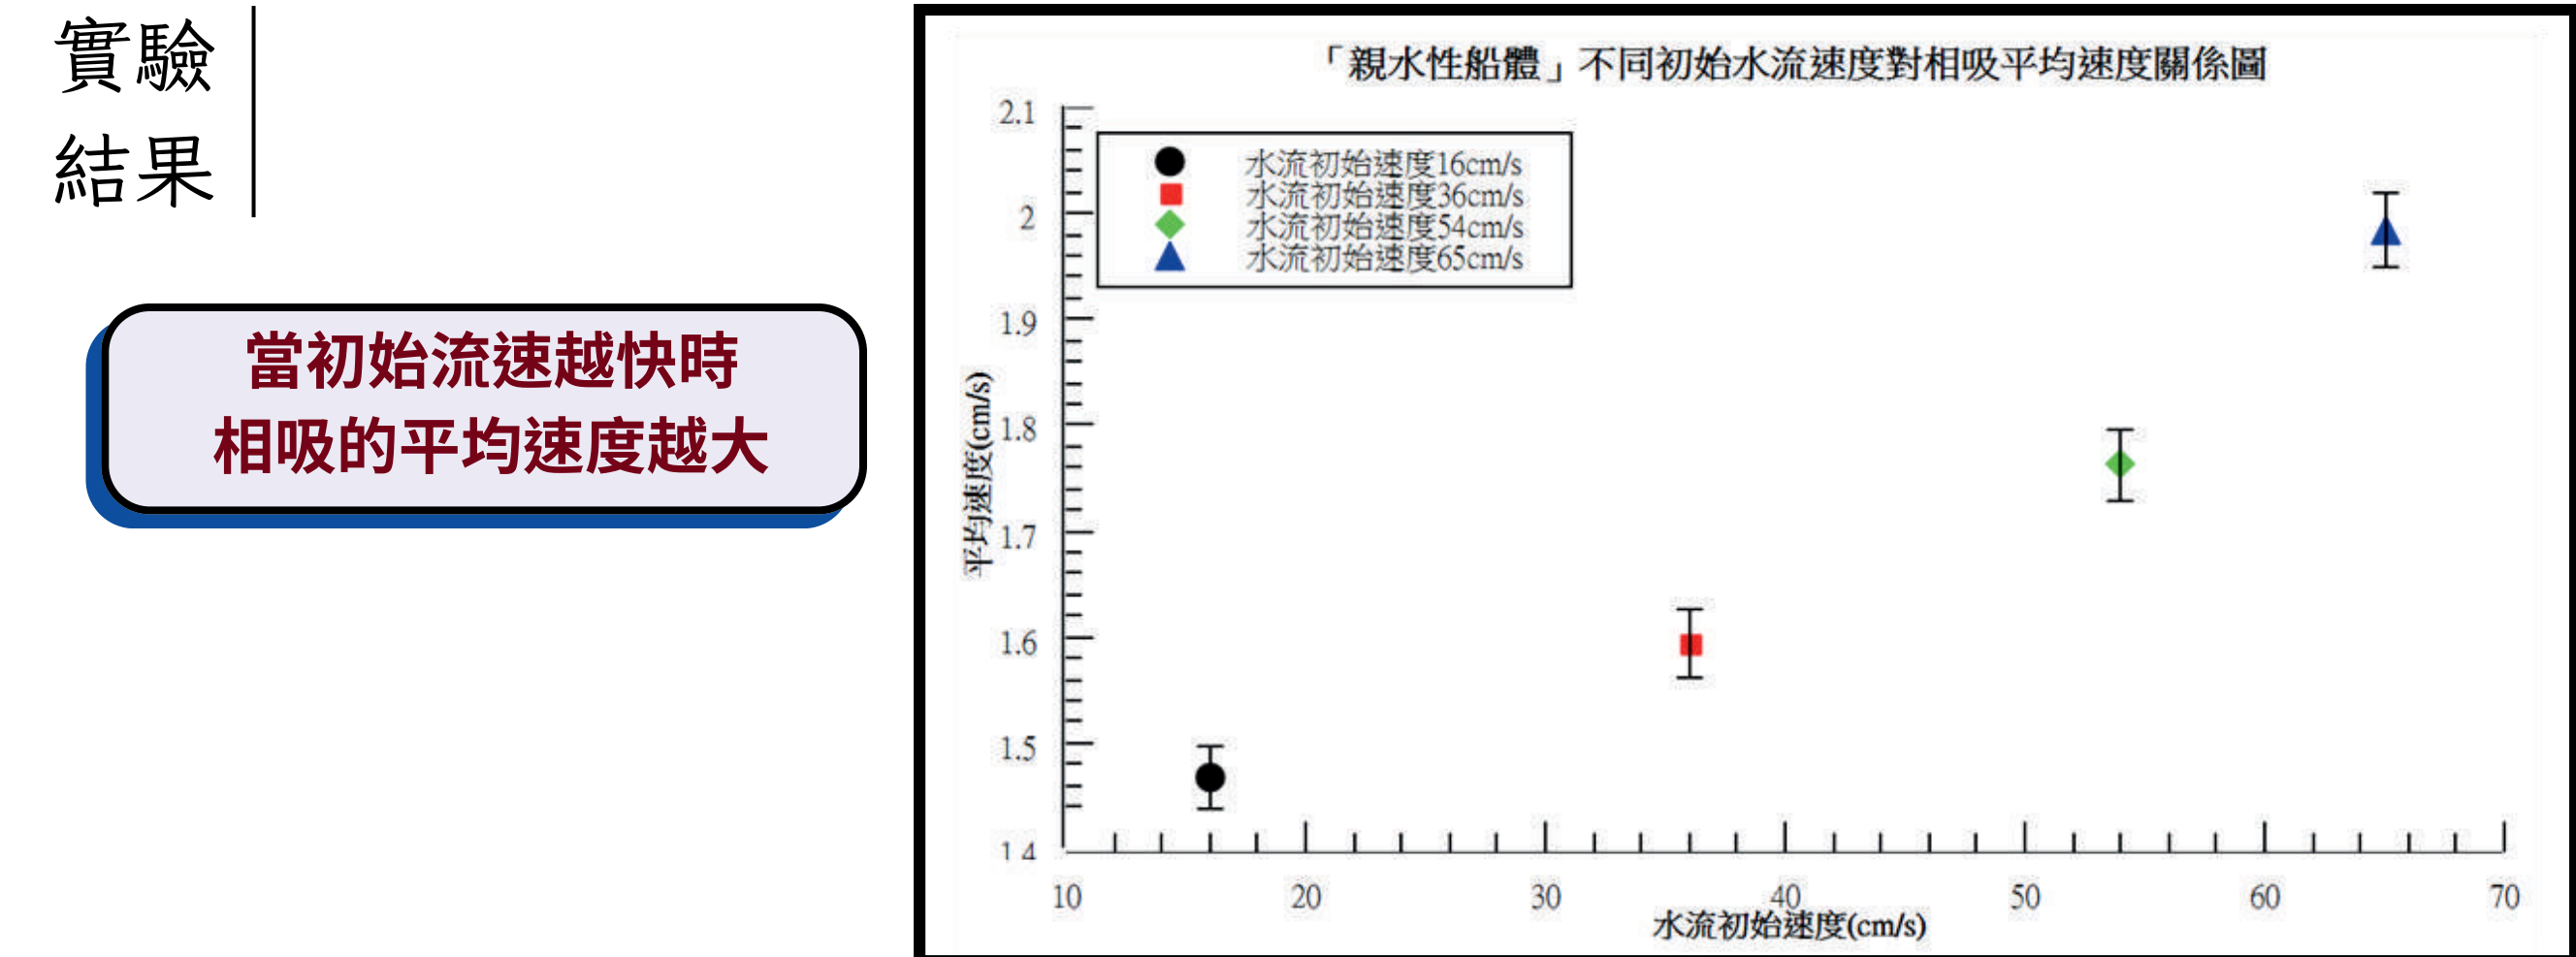 實驗
結果
當初始流速越快時
相吸的平均速度越大
「親水性船體」不同初始水流速度對相吸平均速度關係圖
2.1
2
1.9
1.8
1.7
1.6
1.5
1.4
平均速度(cm/s)
水流初始速度16cm/s
水流初始速度36cm/s
水流初始速度54cm/s
水流初始速度65cm/s
10 20 30 40 50 60 70
水流初始速度(cm/s)